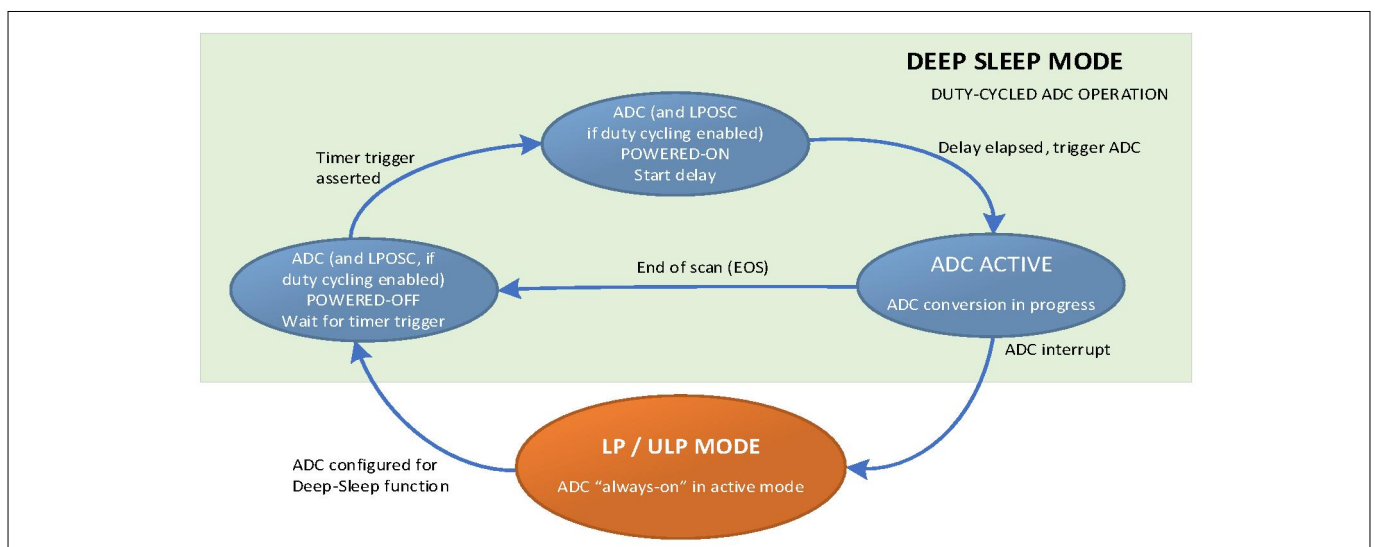 DEEP SLEEP MODE
DUTY-CYCLED ADC OPERATION
ADC (and LPOSC
if duty cycling enabled)
POWERED-ON
Start delay
Timer trigger
asserted
Delay elapsed, trigger ADC
ADC (and LPOSC, if
duty cycling enabled)
POWERED-OFF
Wait for timer trigger
End of scan (EOS)
ADC ACTIVE
ADC conversion in progress
ADC interrupt
LP / ULP MODE
ADC “always-on” in active mode
ADC configured for
Deep-Sleep function